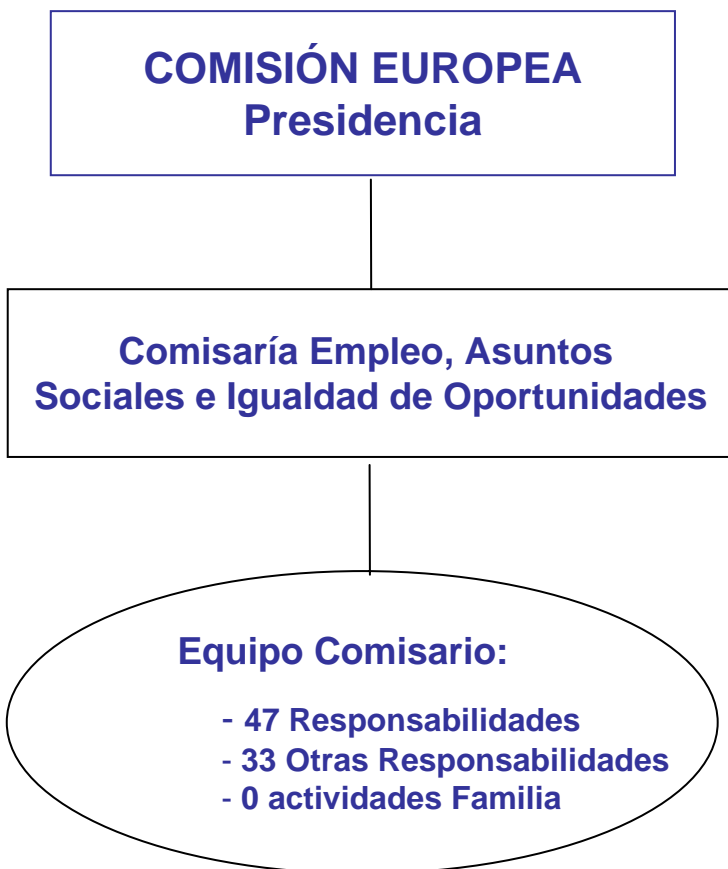 COMISIÓN EUROPEA
Presidencia
Comisaría Empleo, Asuntos
Sociales e Igualdad de Oportunidades
Equipo Comisario:
- 47 Responsabilidades
- 33 Otras Responsabilidades
- 0 actividades Familia